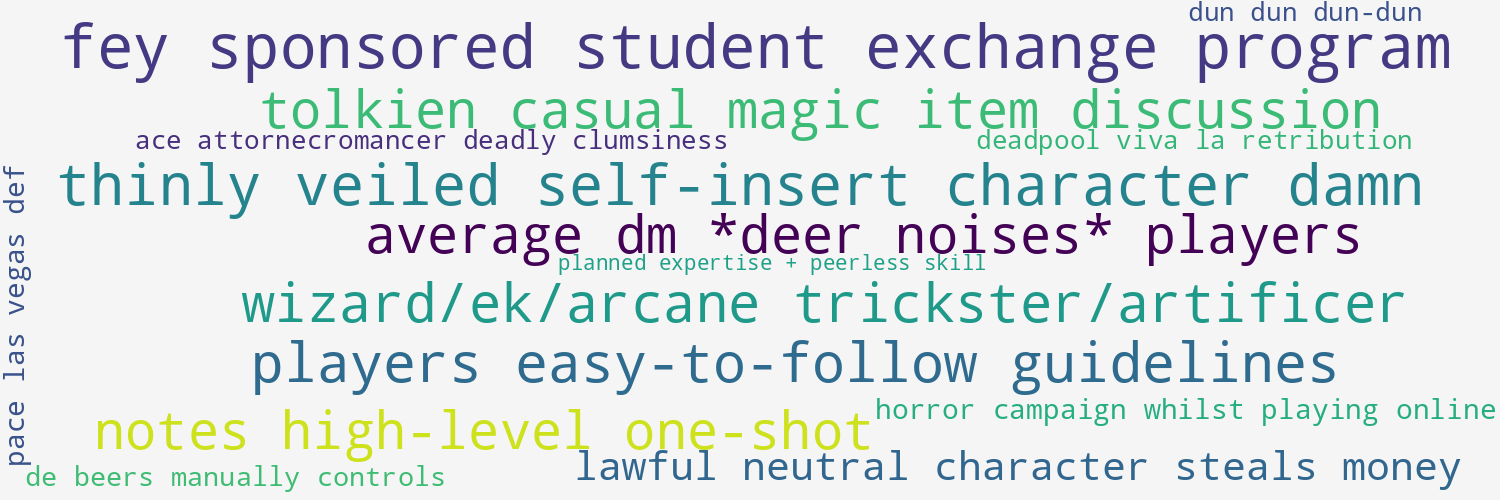 dun dun dun-dun
fey sponsored student exchange program
tolkien casual magic item discussion
ace attornecromancer deadly clumsiness
deadpool viva la retribution
thinly veiled self-insert character damn
average dm *deer noises* players
planned expertise + peerless skill
wizard/ek/arcane trickster/artificer
players easy-to-follow guidelines
horror campaign whilst playing online
notes high-level one-shot
lawful neutral character steals money
de beers manually controls
pace las vegas def